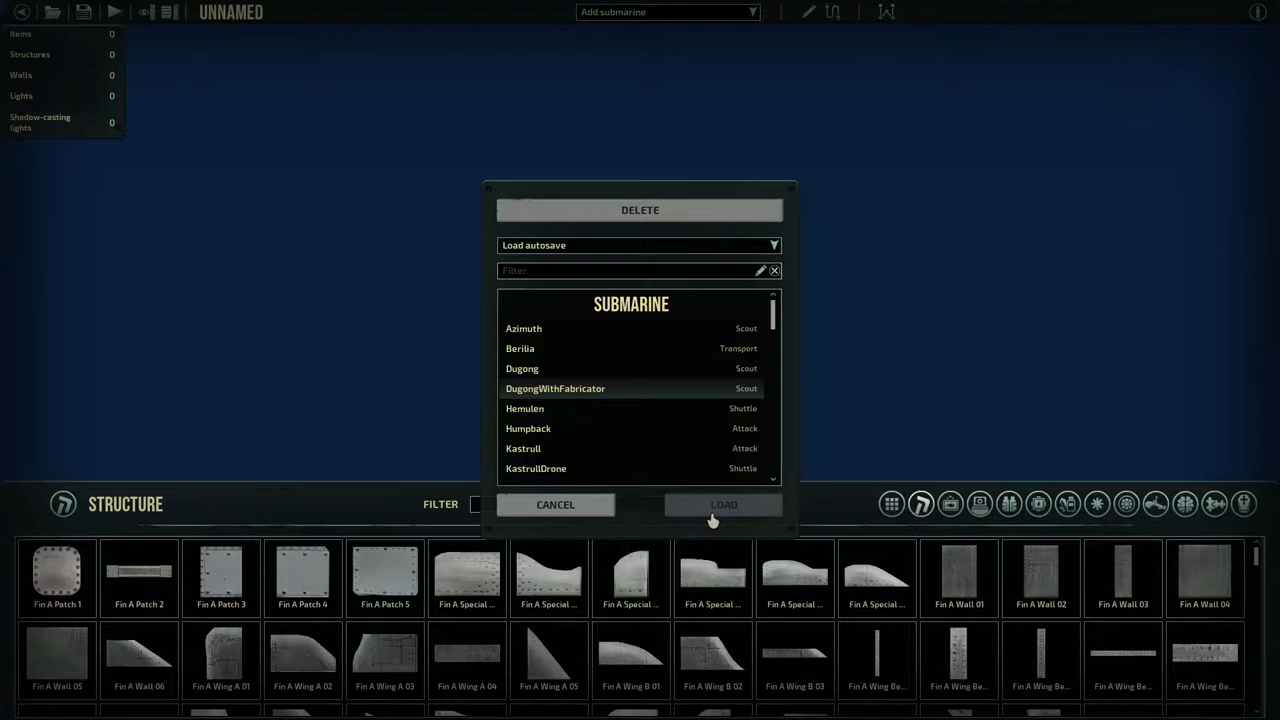 UNNAMED
Add submarine
Items 0
Structures 0
Walls 0
Lights 0
Shadow-casting
lights 0
DELETE
Load autosave
Filter
SUBMARINE
Azimuth Scout
Berilia Transport
Dugong Scout
DugongWithFabricator Scout
Hemulen Shuttle
Humpback Attack
Kastrull Attack
KastrullDrone Shuttle
CANCEL LOAD
STRUCTURE
FILTER
Fin A Patch 1 Fin A Patch 2 Fin A Patch 3 Fin A Patch 4 Fin A Patch 5 Fin A Special ... Fin A Special ... Fin A Special ... Fin A Special ... Fin A Special ... Fin A Special ... Fin A Wall 01 Fin A Wall 02 Fin A Wall 03 Fin A Wall 04
Fin A Wall 05 Fin A Wall 06 Fin A Wing A 01 Fin A Wing A 02 Fin A Wing A 03 Fin A Wing A 04 Fin A Wing A 05 Fin A Wing B 01 Fin A Wing B 02 Fin A Wing B 03 Fin A Wing Be... Fin A Wing Be... Fin A Wing Be... Fin A Wing Be... Fin A Wing Be...